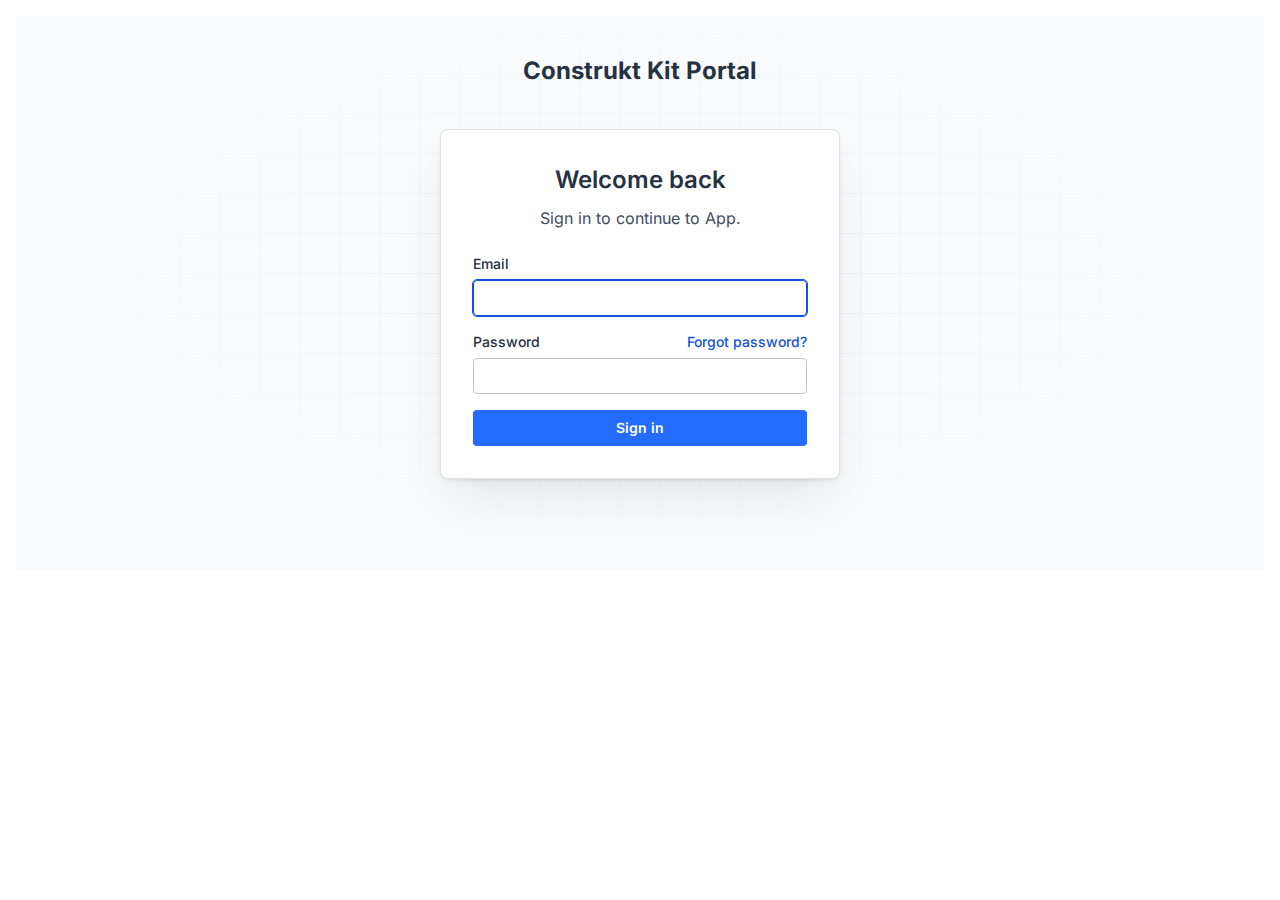 Construkt Kit Portal
Welcome back
Sign in to continue to App.
Email
Password Forgot password?
Sign in